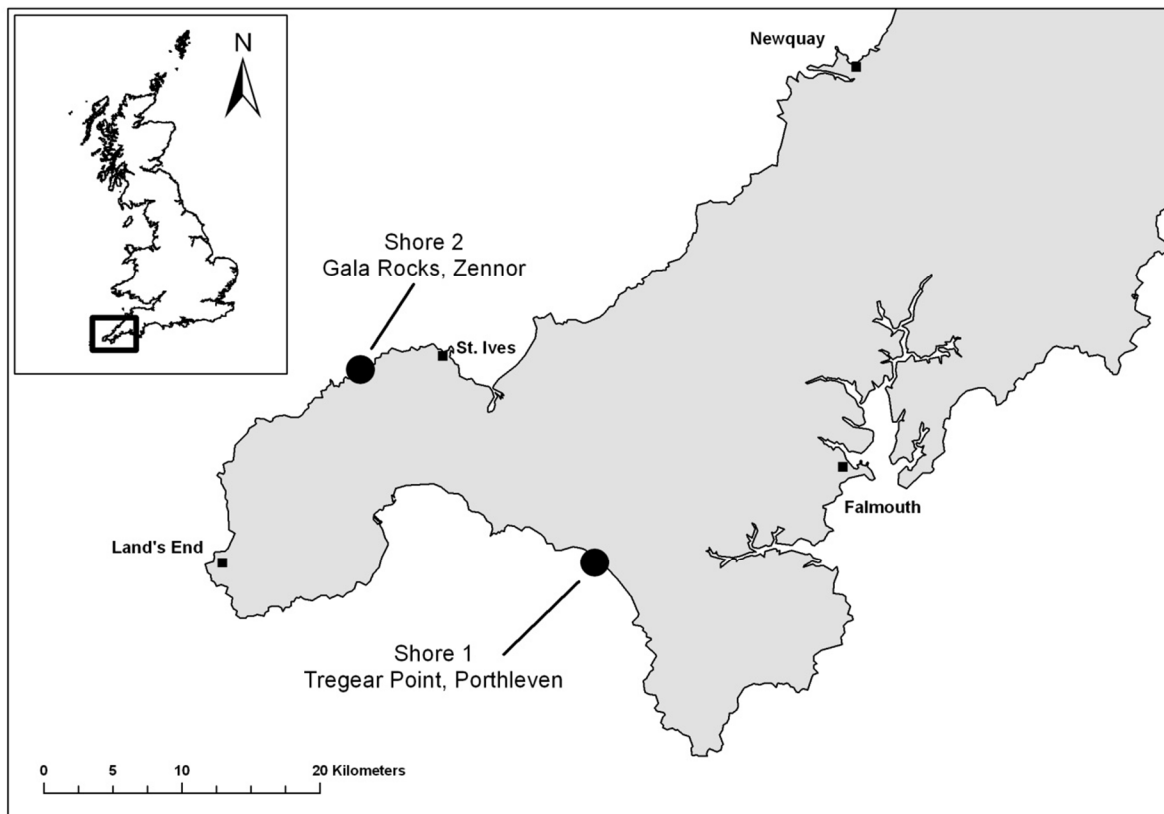 N
Newquay
Shore 2
Gala Rocks, Zennor
St. Ives
Land's End
Falmouth
Shore 1
Tregear Point, Porthleven
0 5 10 20 Kilometers